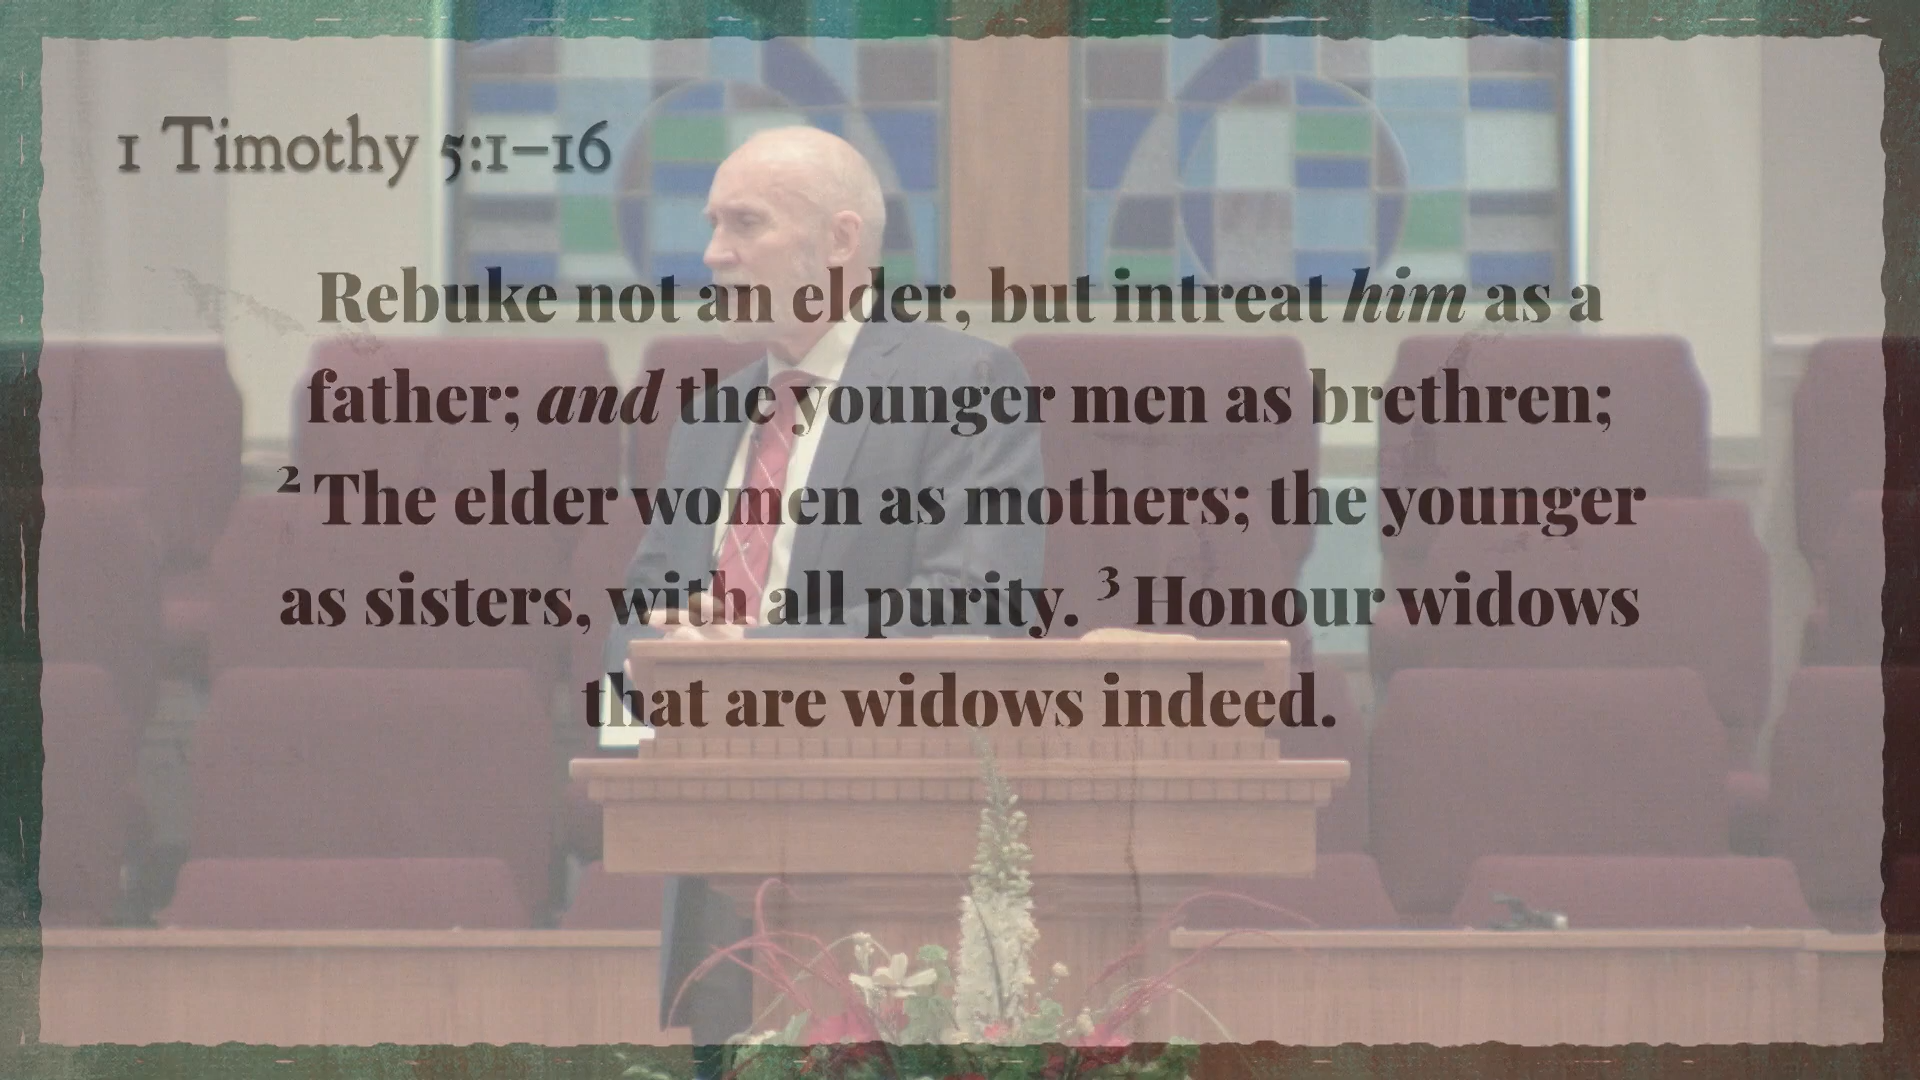 1 Timothy 5:1–16
Rebuke not an elder, but intreat him as a
father; and the younger men as brethren;
2 The elder women as mothers; the younger
as sisters, with all purity. 3 Honour widows
that are widows indeed.